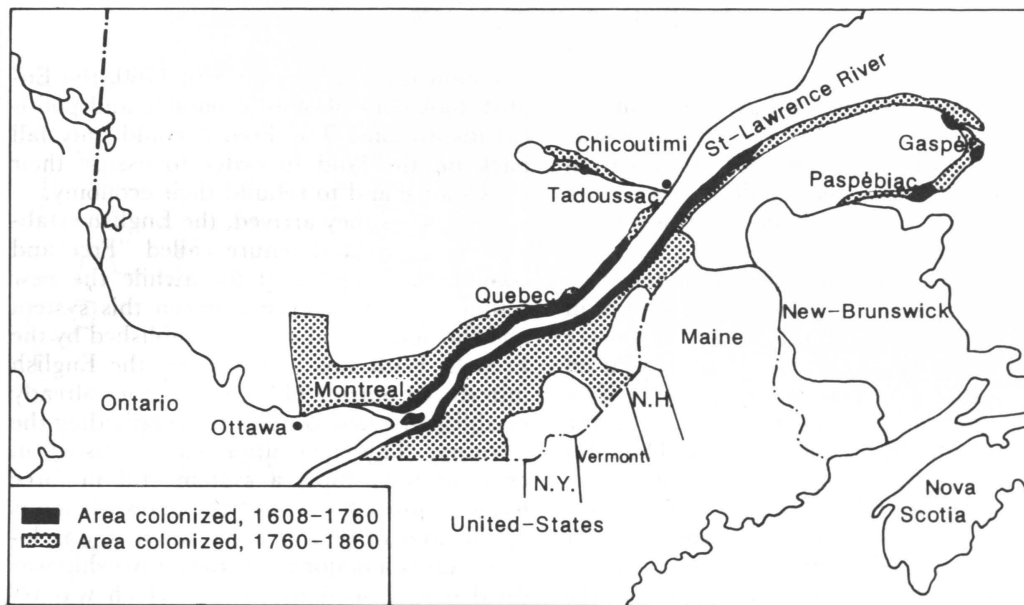 St-Lawrence River
Chicoutimi
Gaspé
Tadoussac
Paspébiac
Quebec
New-Brunswick
Maine
Montreal
Ontario
N.H
Ottawa
Vermont
N.Y.
Nova
Scotia
United-States
Area colonized, 1608-1760
Area colonized, 1760-1860